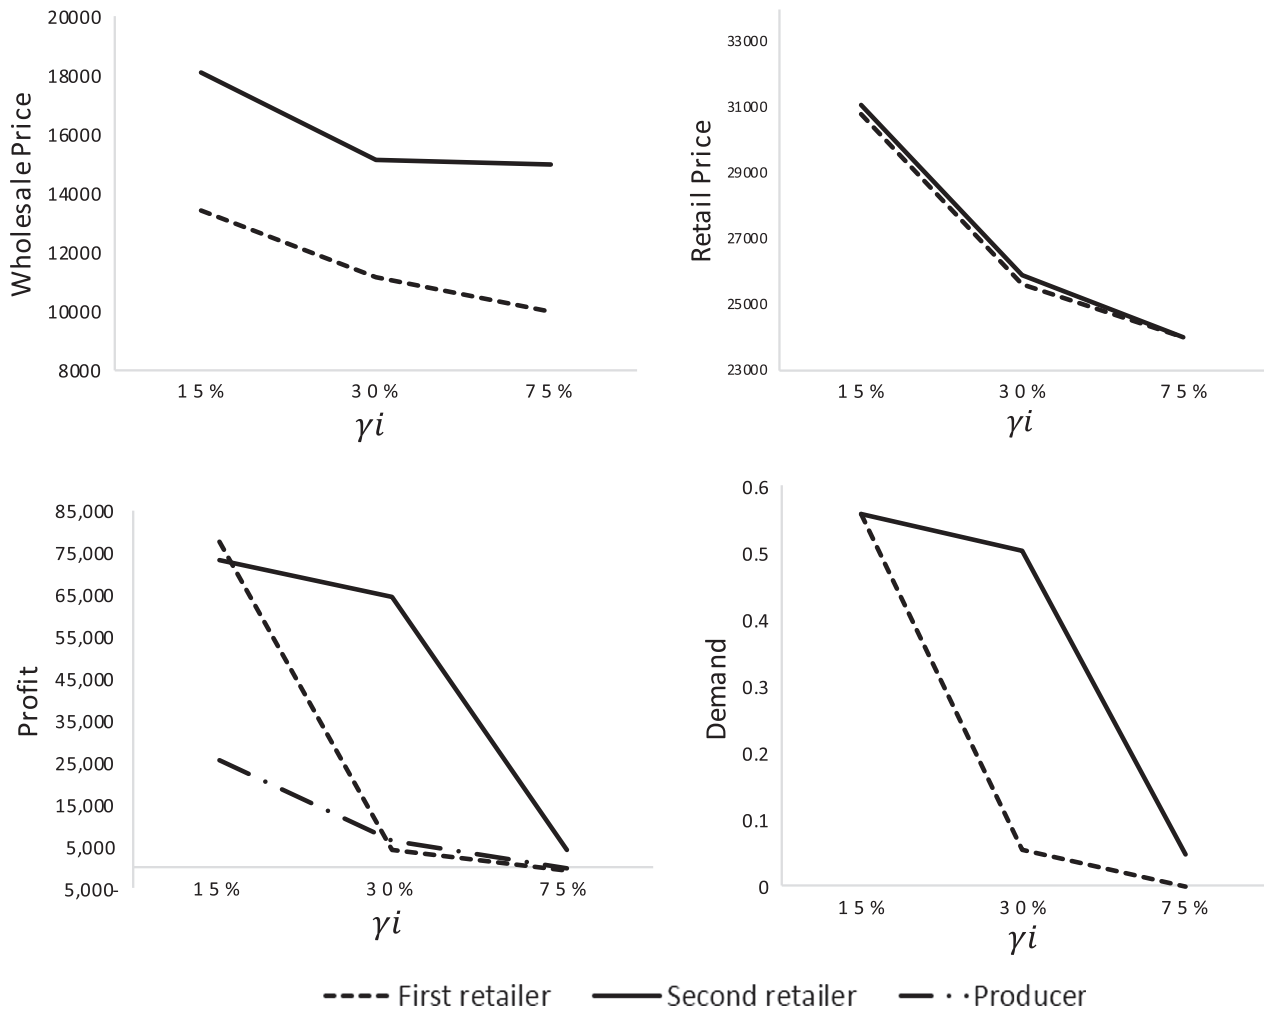 20000
18000
16000
14000
12000
10000
8000
Wholesale Price
15% 30% 75%
γi
33000
31000
29000
27000
25000
23000
Retail Price
15% 30% 75%
γi
85,000
75,000
65,000
55,000
45,000
35,000
25,000
15,000
5,000
5,000-
Profit
15% 30% 75%
γi
0.6
0.5
0.4
0.3
0.2
0.1
0
Demand
15% 30% 75%
γi
First retailer Second retailer Producer